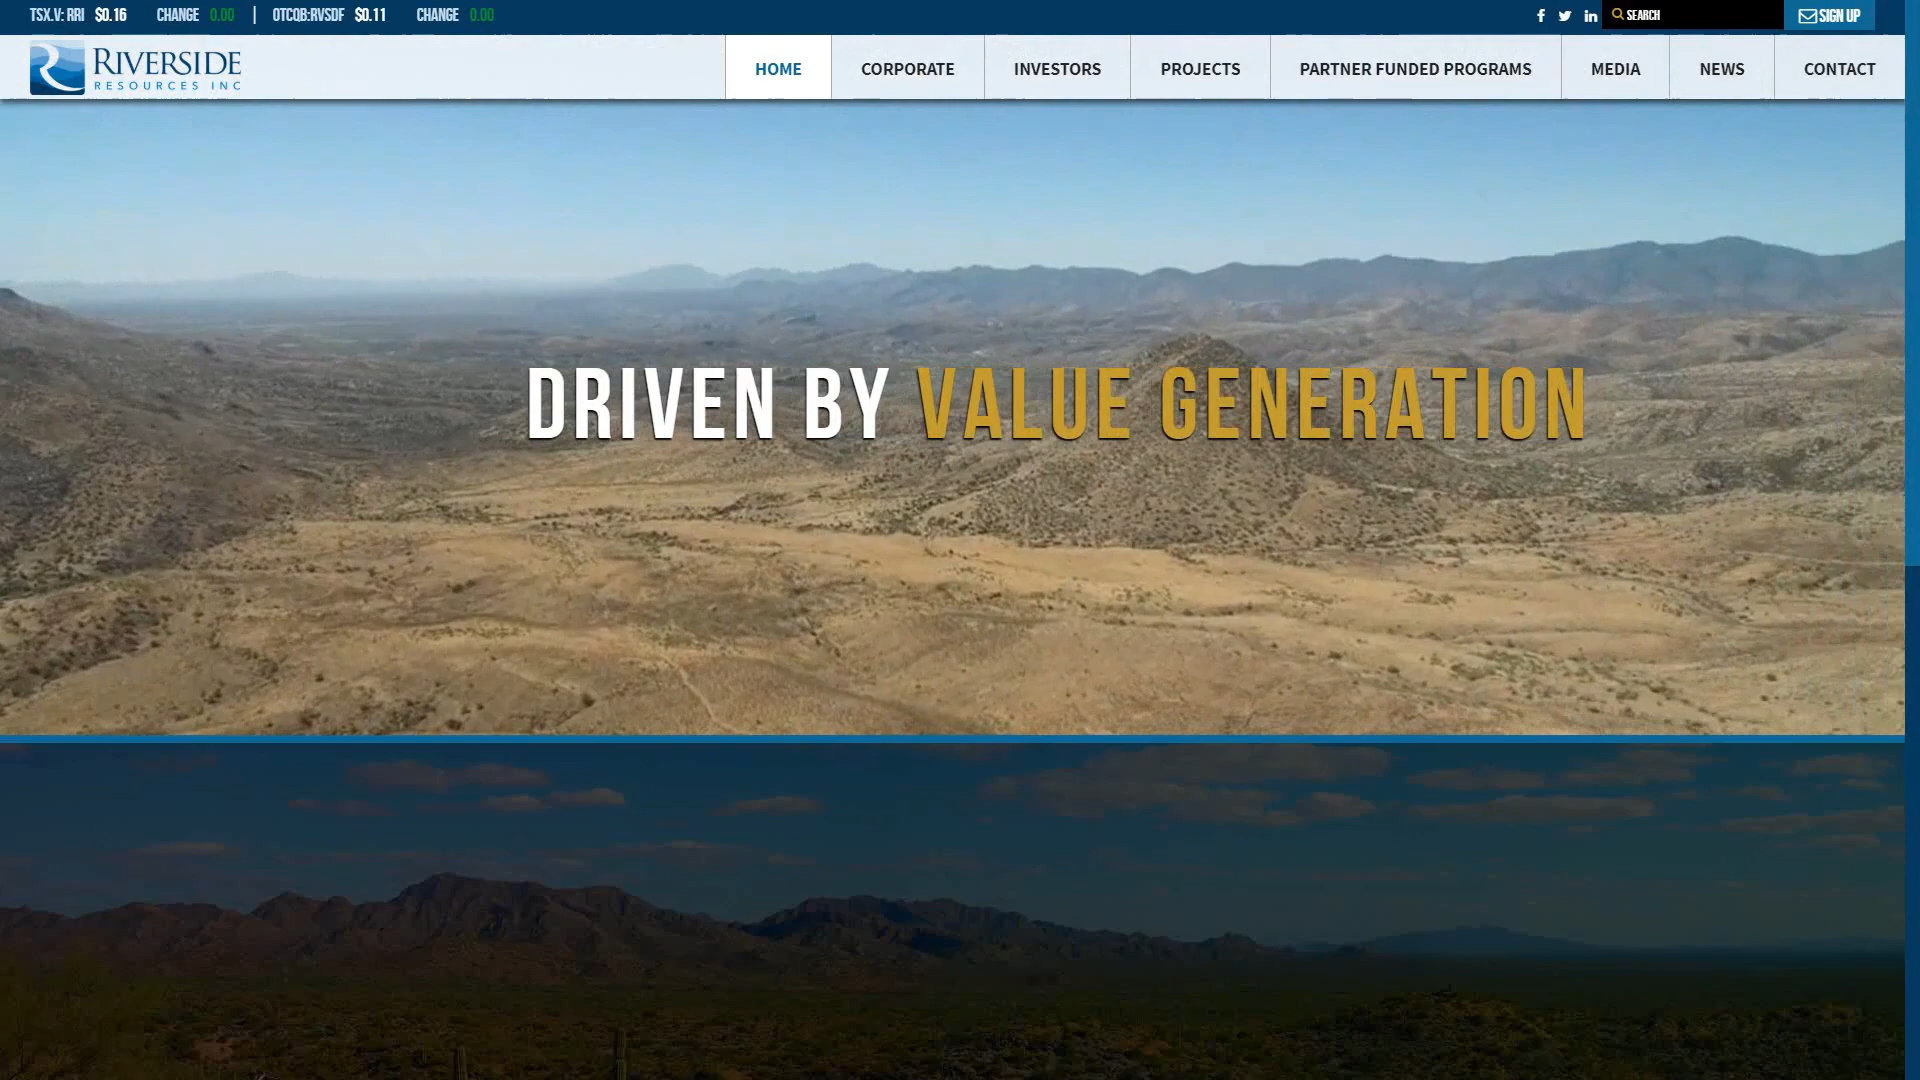 TSX.V: RRI $0.16 CHANGE 0.00 | OTCQB:RVSDF $0.11 CHANGE 0.00 SEARCH SIGN UP
RIVERSIDE
RESOURCES INC
HOME CORPORATE INVESTORS PROJECTS PARTNER FUNDED PROGRAMS MEDIA NEWS CONTACT
DRIVEN BY VALUE GENERATION